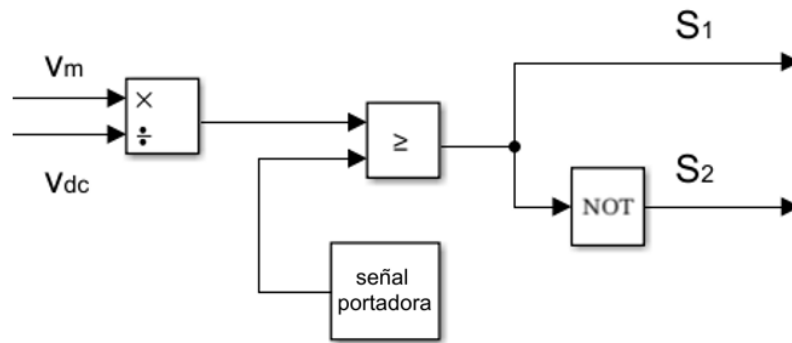 S1
Vm
×
÷
≥
Vdc
S2
NOT
señal
portadora